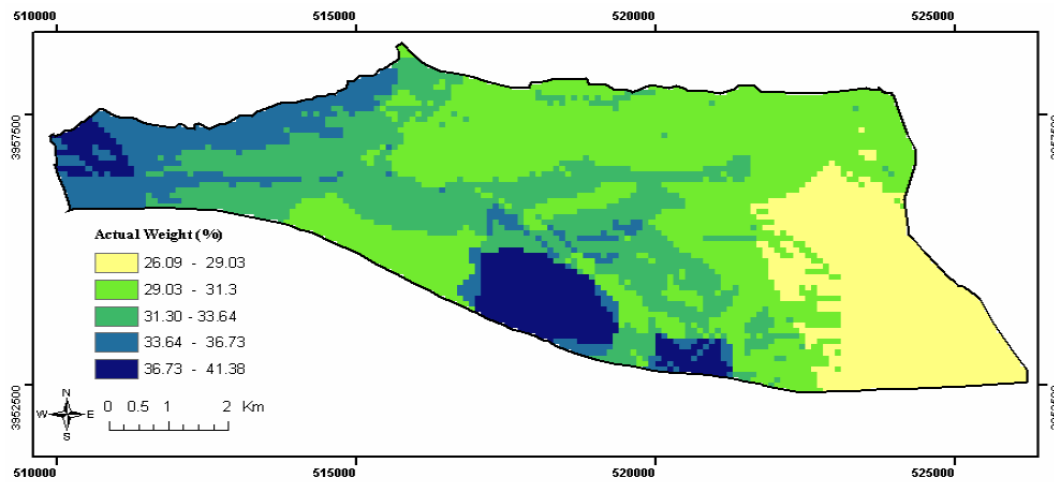 510000 515000 520000 525000
3957500 3957500
Actual Weight (%)
26.09 - 29.03
29.03 - 31.3
31.30 - 33.64
33.64 - 36.73
36.73 - 41.38
N
W E
S
0 0.5 1 2 Km
3952500 3952500
510000 515000 520000 525000